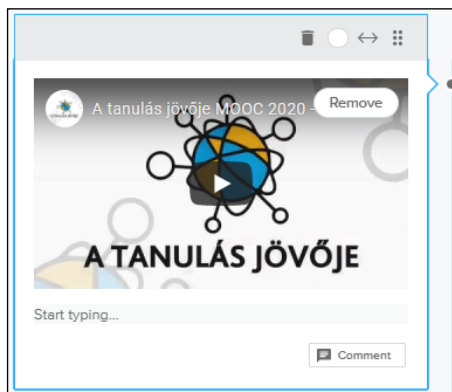 A tanulás jövője MOOC 2020 -
Remove
A TANULÁS JÖVŐJE
Start typing...
Comment